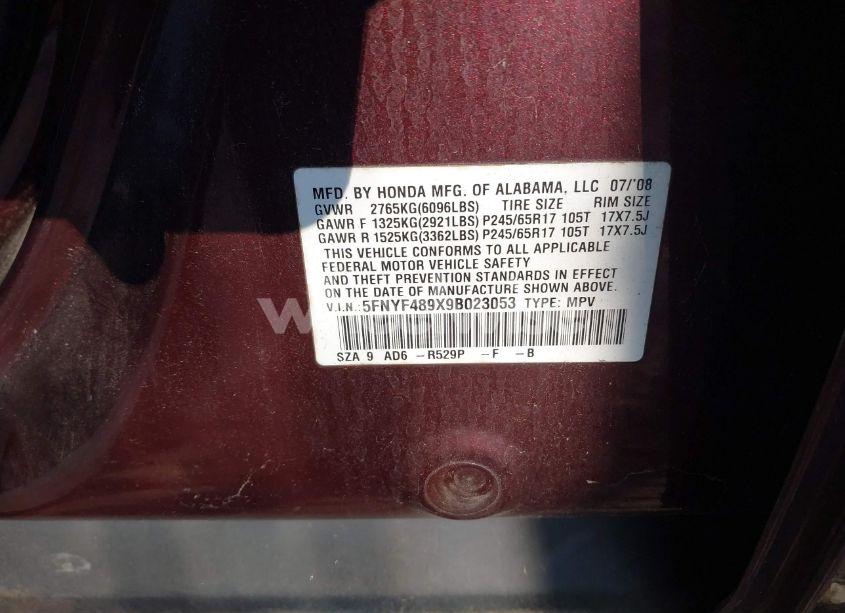 MFD. BY HONDA MFG. OF ALABAMA, LLC 07/'08
GVWR 2765KG(6096LBS) TIRE SIZE RIM SIZE
GAWR F 1325KG(2921LBS) P245/65R17 105T 17X7.5J
GAWR R 1525KG(3362LBS) P245/65R17 105T 17X7.5J
THIS VEHICLE CONFORMS TO ALL APPLICABLE
FEDERAL MOTOR VEHICLE SAFETY
AND THEFT PREVENTION STANDARDS IN EFFECT
ON THE DATE OF MANUFACTURE SHOWN ABOVE.
V.I.N.: 5FNYF489X9B023053 TYPE: MPV
SZA 9 AD6 -R529P -F -B